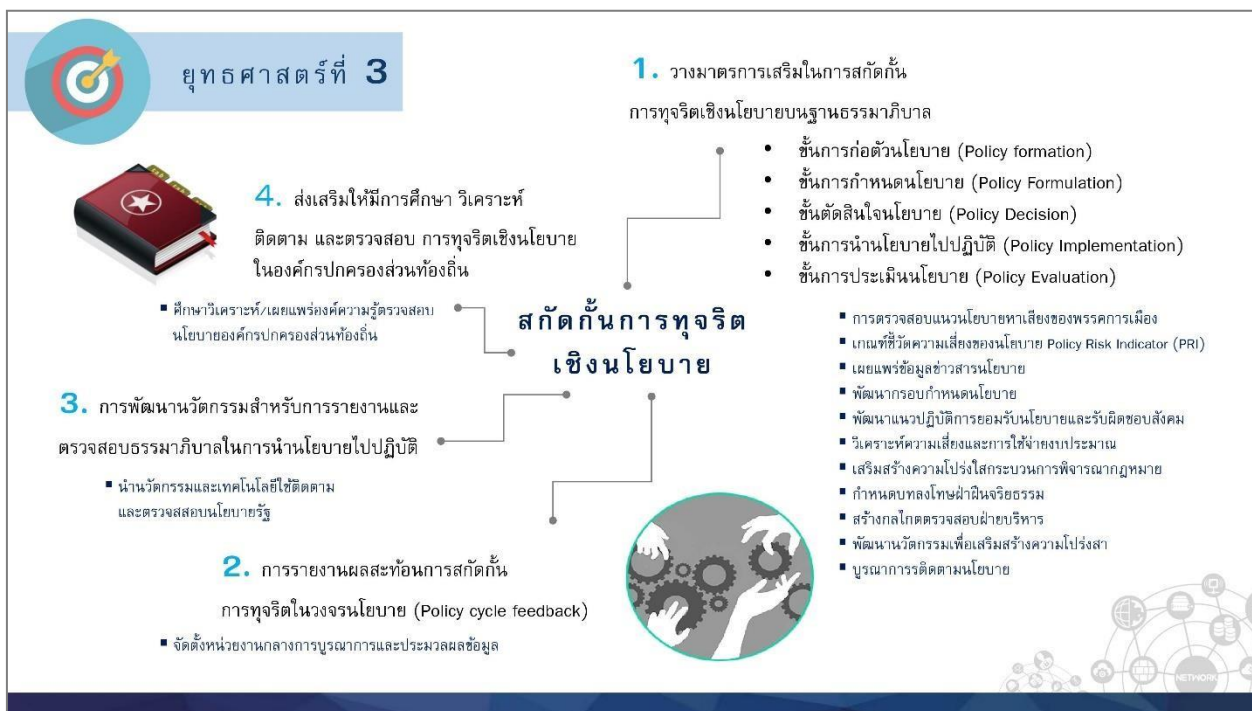 ยุทธศาสตร์ที่ 3
1. วางมาตรการเสริมในการสกัดกั้น
การทุจริตเชิงนโยบายบนฐานธรรมาภิบาล
• ขั้นการก่อตัวนโยบาย (Policy formation)
• ขั้นการกำหนดนโยบาย (Policy Formulation)
• ขั้นตัดสินใจนโยบาย (Policy Decision)
• ขั้นการนำนโยบายไปปฏิบัติ (Policy Implementation)
• ขั้นการประเมินนโยบาย (Policy Evaluation)
▪ การตรวจสอบแนวนโยบายหาเสียงของพรรคการเมือง
▪ เกณฑ์ชี้วัดความเสี่ยงของนโยบาย Policy Risk Indicator (PRI)
▪ เผยแพร่ข้อมูลข่าวสารนโยบาย
▪ พัฒนากรอบกำหนดนโยบาย
▪ พัฒนาแนวปฏิบัติการยอมรับนโยบายและรับผิดชอบสังคม
▪ วิเคราะห์ความเสี่ยงและการใช้จ่ายงบประมาณ
▪ เสริมสร้างความโปร่งใสกระบวนการพิจารณากฎหมาย
▪ กำหนดบทลงโทษฝ่าฝืนจริยธรรม
▪ สร้างกลไกตตรวจสอบฝ่ายบริหาร
▪ พัฒนานวัตกรรมเพื่อเสริมสร้างความโปร่งสา
▪ บูรณาการรติดตามนโยบาย
4. ส่งเสริมให้มีการศึกษา วิเคราะห์
ติดตาม และตรวจสอบ การทุจริตเชิงนโยบาย
ในองค์กรปกครองส่วนท้องถิ่น
▪ ศึกษาวิเคราะห์/เผยแพร่องค์ความรู้ตรวจสอบ
นโยบายองค์กรปกครองส่วนท้องถิ่น
สกัดกั้นการทุจริต
เชิงนโยบาย
3. การพัฒนานวัตกรรมสำหรับการรายงานและ
ตรวจสอบธรรมาภิบาลในการนำนโยบายไปปฏิบัติ
▪ นำนวัตกรรมและเทคโนโลยีใช้ติดตาม
และตรวจสสอบนโยบายรัฐ
2. การรายงานผลสะท้อนการสกัดกั้น
การทุจริตในวงจรนโยบาย (Policy cycle feedback)
▪ จัดตั้งหน่วยงานกลางการบูรณาการและประมวลผลข้อมูล
NETWORK